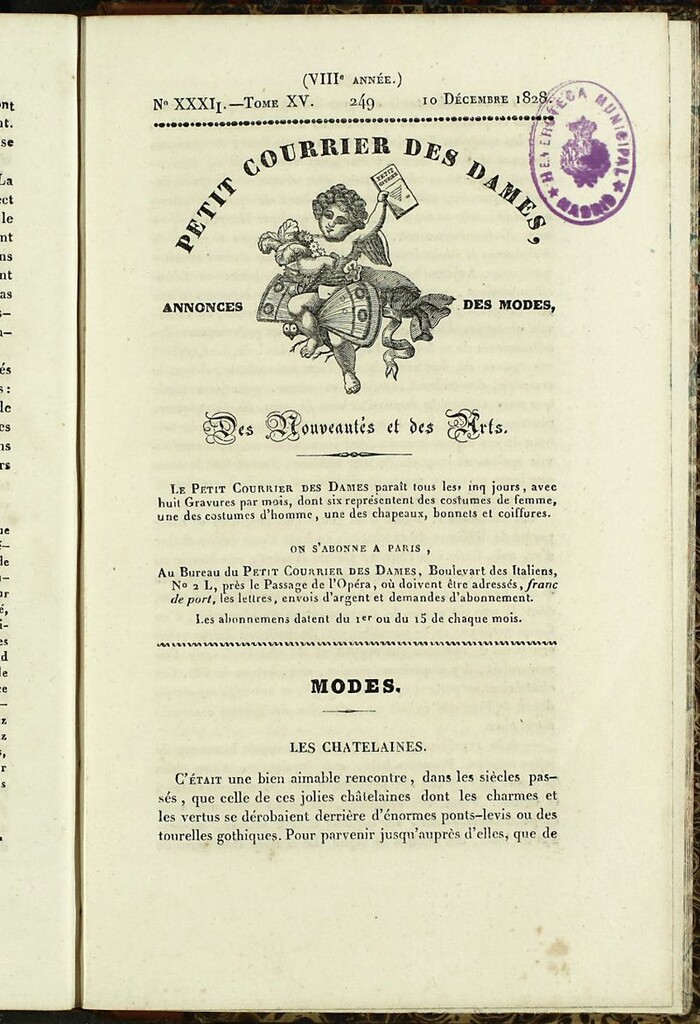 (VIIIe ANNÉE.)
No XXXII.—TOME XV. 249 10 DÉCEMBRE 1828.
HEMEROTECA MUNICIPAL
MADRID
PETIT COURRIER DES DAMES,
PETIT
ANNONCES DES MODES,
Des Nouveautés et des Arts.
LE PETIT COURRIER DES DAMES paraît tous les inq jours, avec
huit Gravures par mois, dont six représentent des costumes de femme,
une des costumes d'homme, une des chapeaux, bonnets et coiffures.
ON S'ABONNE A PARIS,
Au Bureau du PETIT COURRIER DES DAMES, Boulevart des Italiens,
No 2 L, près le Passage de l'Opéra, où doivent être adressés, franc
de port, les lettres, envois d'argent et demandes d'abonnement.
Les abonnemens datent du 1er ou du 15 de chaque mois.
MODES.
LES CHATELAINES.
C'ÉTAIT une bien aimable rencontre, dans les siècles pas-
sés, que celle de ces jolies châtelaines dont les charmes et
les vertus se dérobaient derrière d'énormes ponts-levis ou des
tourelles gothiques. Pour parvenir jusqu'auprès d'elles, que de